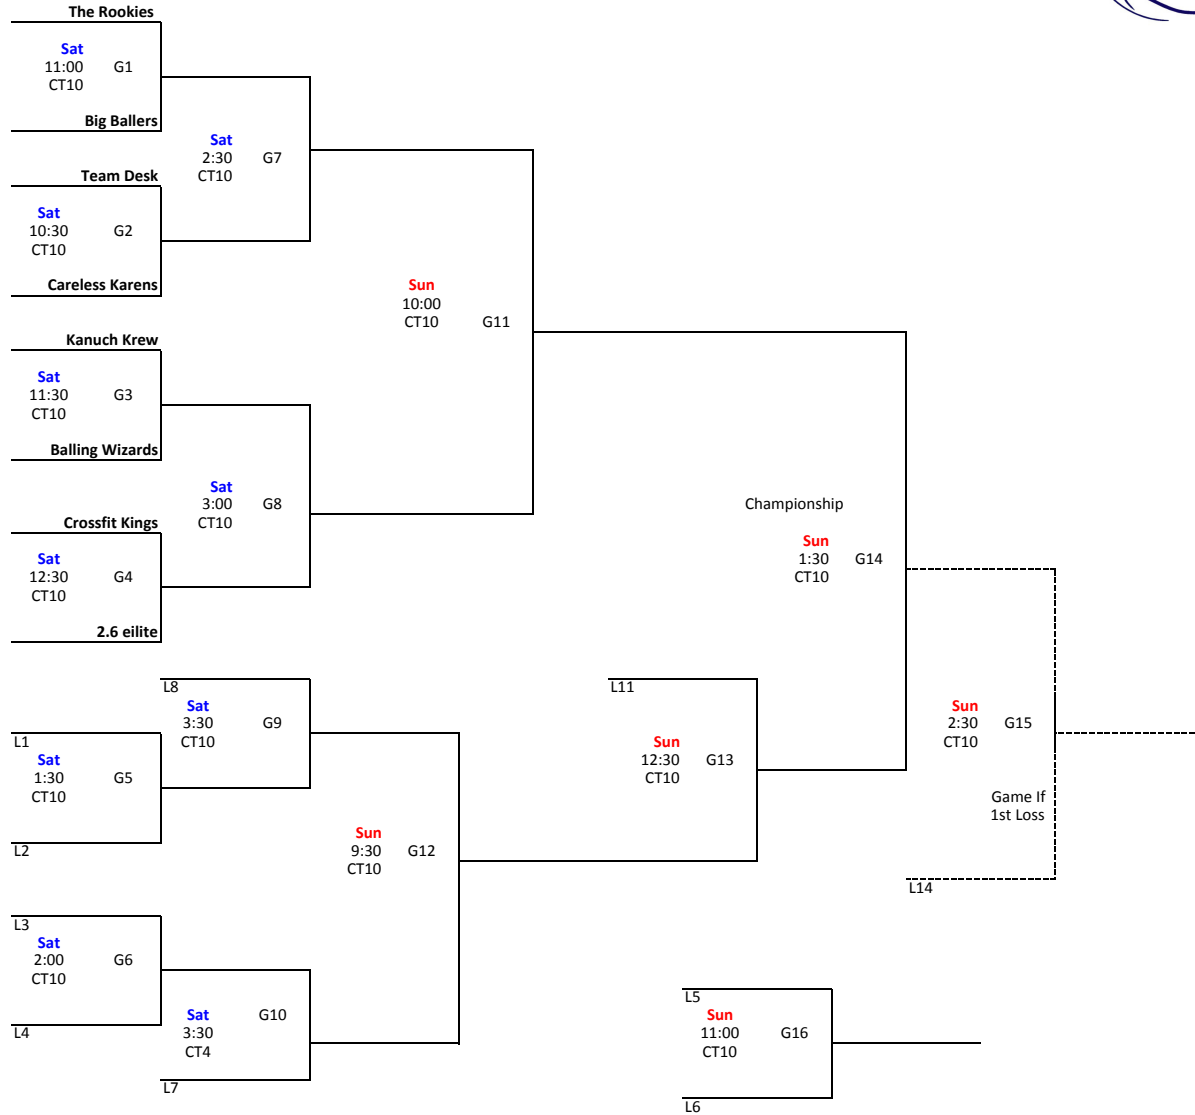 The Rookies
Sat
11:00 G1
CT10
Big Ballers
Sat
2:30 G7
CT10
Team Desk
Sat
10:30 G2
CT10
Careless Karens
Sun
10:00
CT10 G11
Kanuch Krew
Sat
11:30 G3
CT10
Balling Wizards
Sat
3:00 G8
CT10
Championship
Crossfit Kings
Sun
1:30 G14
CT10
Sat
12:30 G4
CT10
2.6 eilite
L8
Sat
3:30 G9
CT10
L11
Sun
12:30 G13
CT10
Sun
2:30 G15
CT10
L1
Sat
1:30 G5
CT10
L2
Game If
1st Loss
Sun
9:30 G12
CT10
L14
L3
Sat
2:00 G6
CT10
L4
Sat G10
3:30
CT4
L7
L5
Sun
11:00 G16
CT10
L6